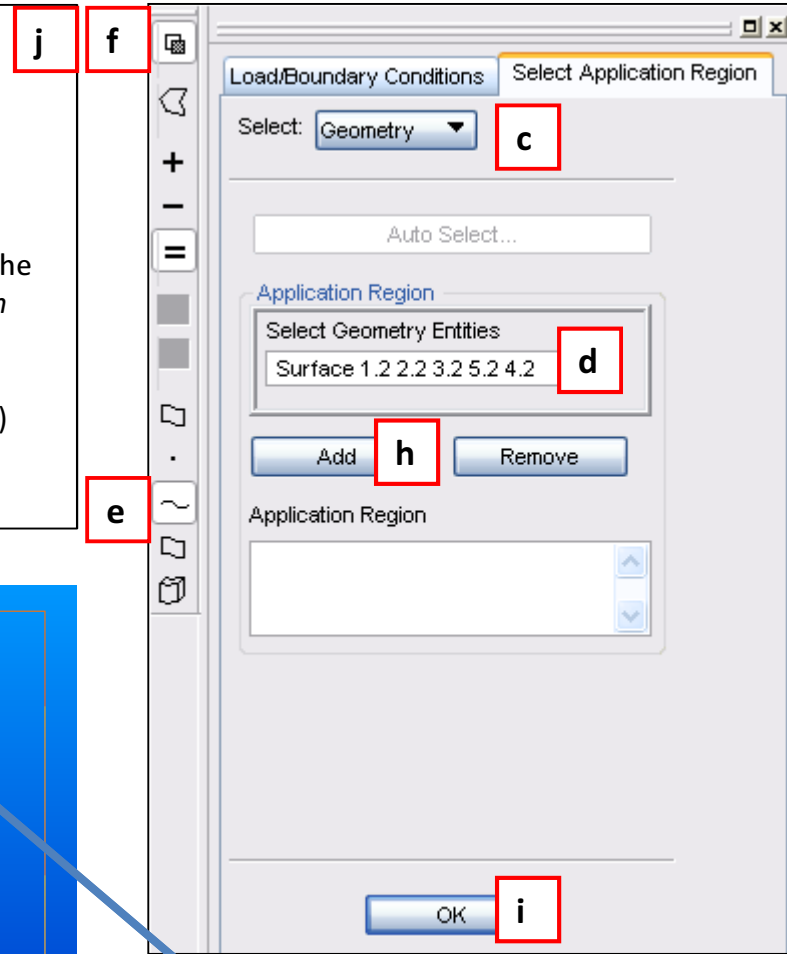 j
f
he
n
)
e
Load/Boundary Conditions
Select Application Region
Select:
Geometry
c
Auto Select...
Application Region
Select Geometry Entities
Surface 1.2 2.2 3.2 5.2 4.2
d
Add
h
Remove
Application Region
OK
i